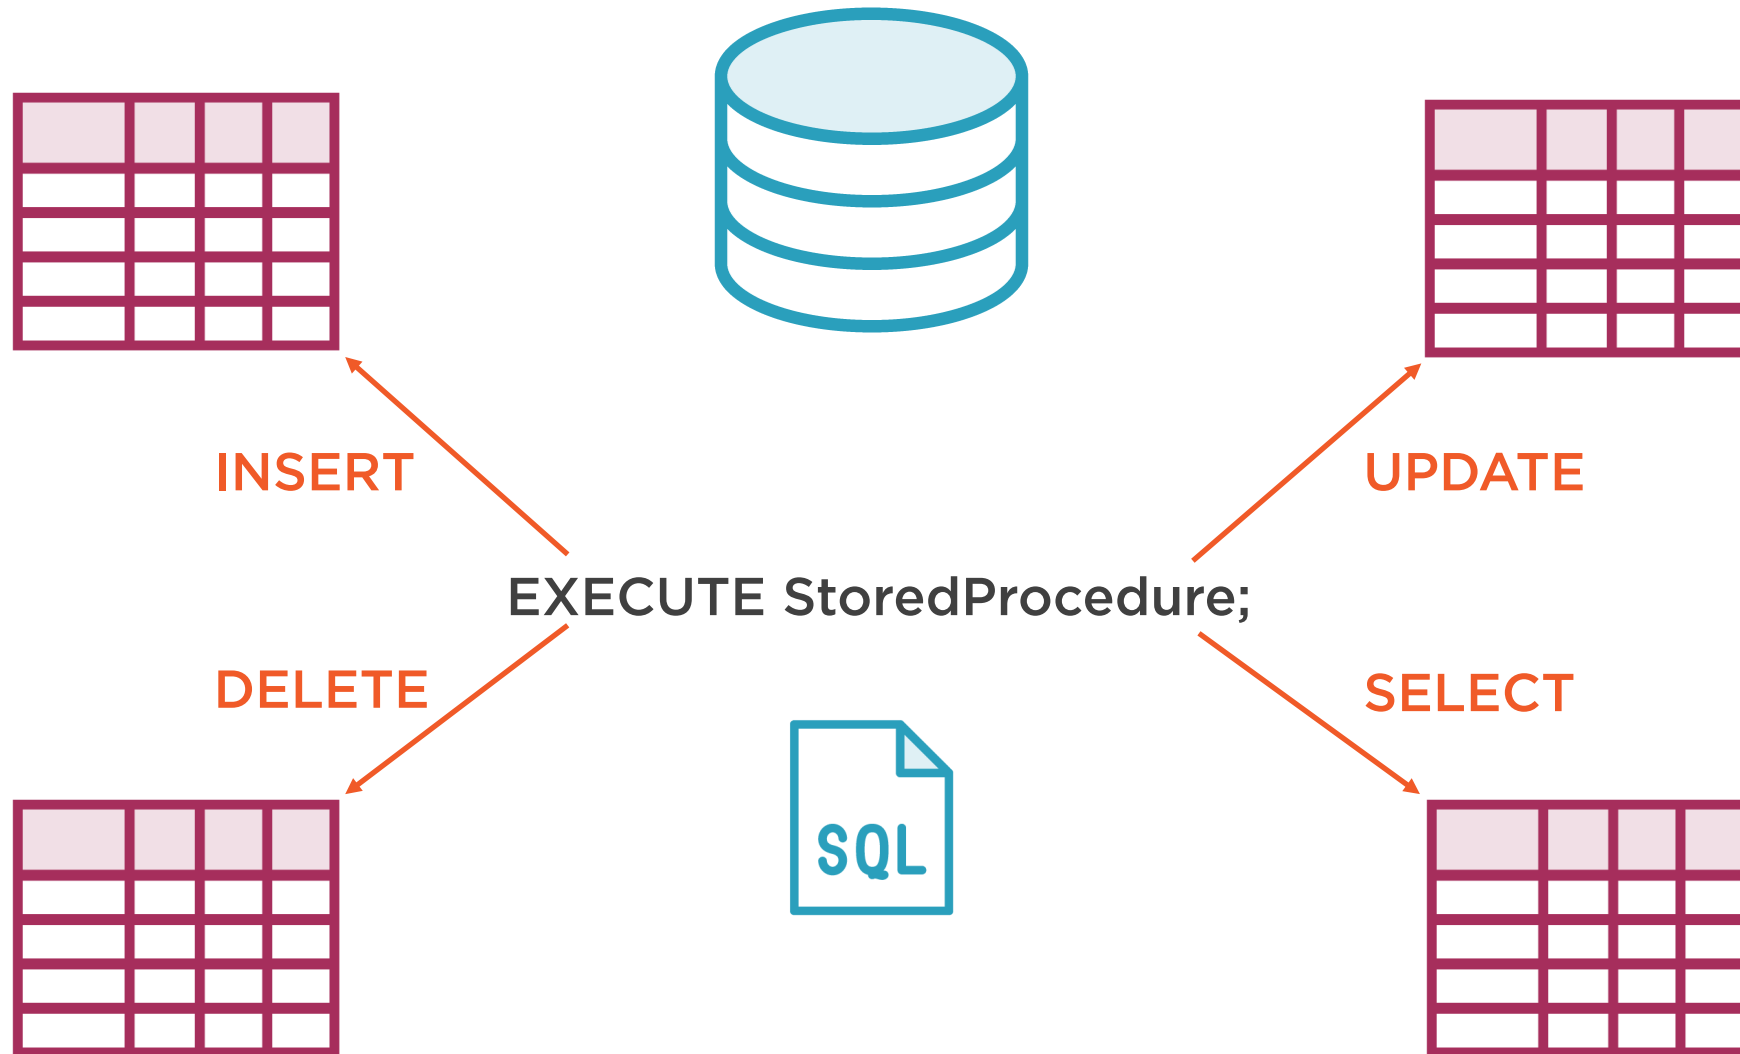 INSERT
UPDATE
EXECUTE StoredProcedure;
DELETE
SELECT
SQL